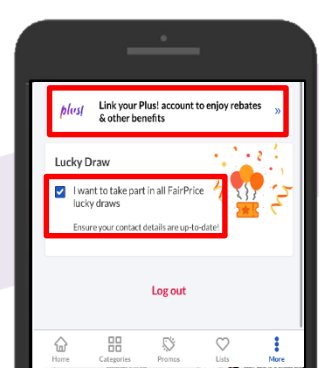 plus!
Link your Plus! account to enjoy rebates
& other benefits
»
Lucky Draw
I want to take part in all FairPrice
lucky draws
Ensure your contact details are up-to-date!
Log out
Home Categories Promos Lists More